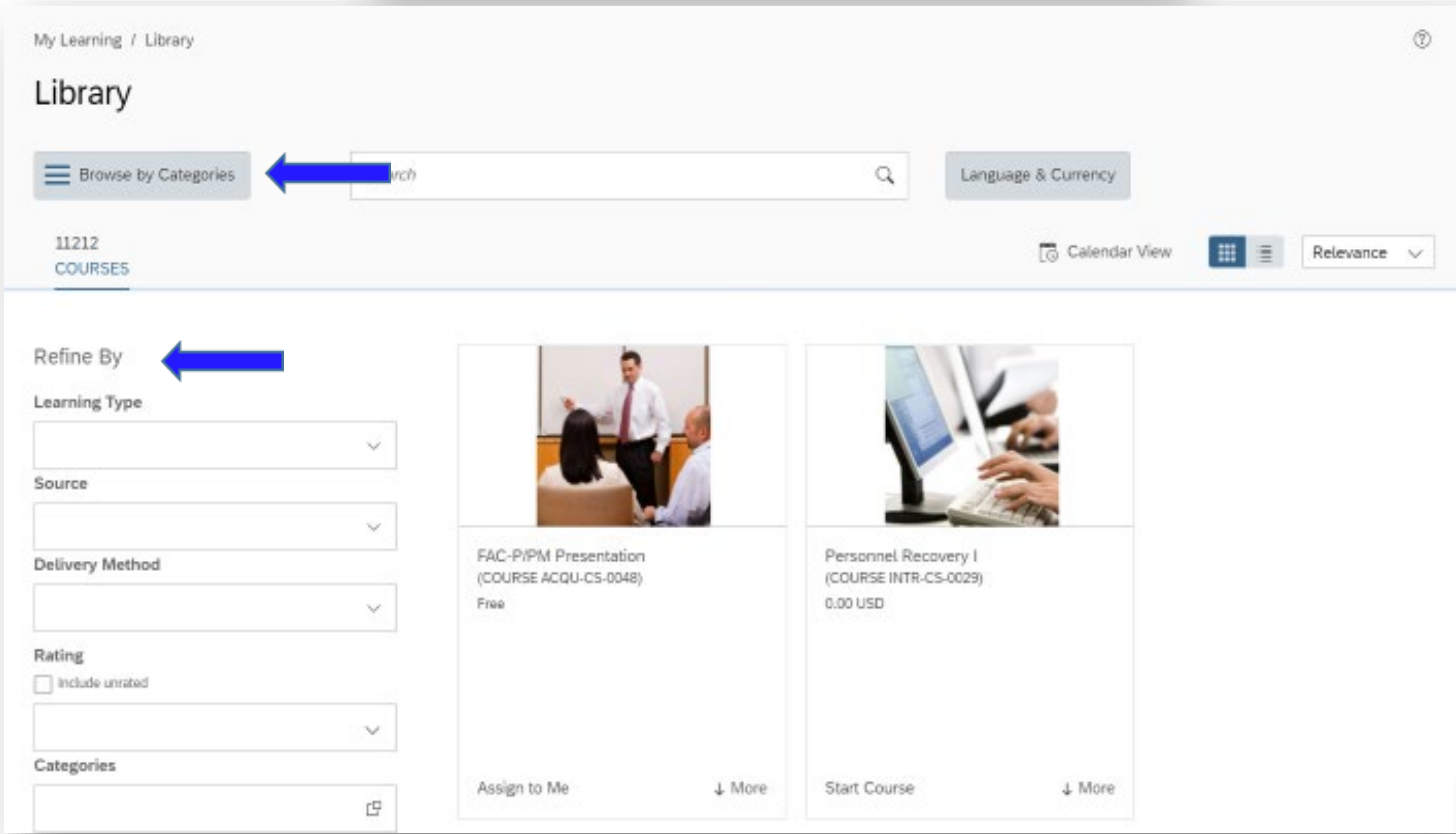 My Learning / Library
Library
Browse by Categories
rch
Language & Currency
11212
COURSES
Calendar View
Relevance
Refine By
Learning Type
Source
Delivery Method
Rating
Include unrated
Categories
FAC-P/PM Presentation
(COURSE ACQU-CS-0048)
Free
Assign to Me
↓ More
Personnel Recovery I
(COURSE INTR-CS-0029)
0.00 USD
Start Course
↓ More